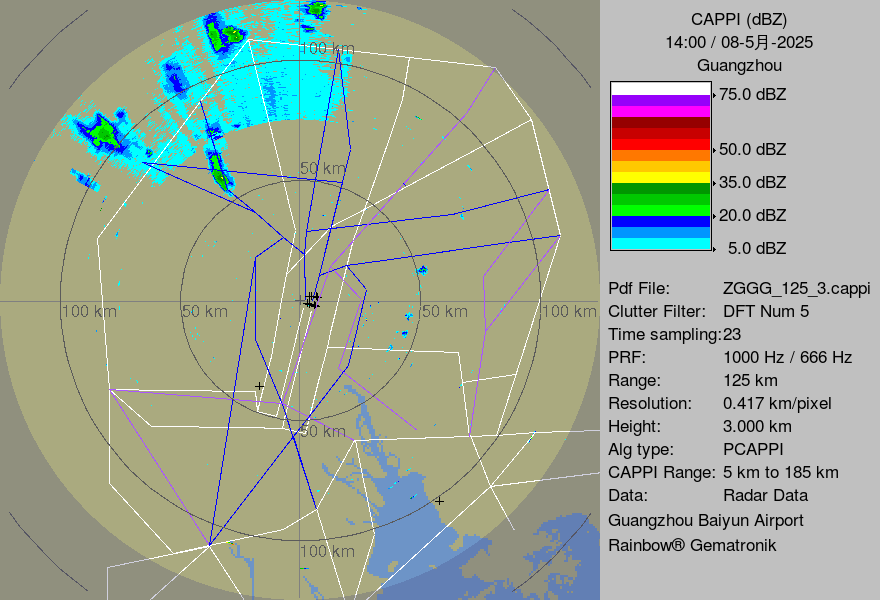 CAPPI (dBZ)
14:00 / 08-5月-2025
Guangzhou
75.0 dBZ
50.0 dBZ
35.0 dBZ
20.0 dBZ
5.0 dBZ
100 km
50 km
100 km
50 km
50 km
100 km
50 km
100 km
Pdf File: ZGGG_125_3.cappi
Clutter Filter: DFT Num 5
Time sampling:23
PRF: 1000 Hz / 666 Hz
Range: 125 km
Resolution: 0.417 km/pixel
Height: 3.000 km
Alg type: PCAPPI
CAPPI Range: 5 km to 185 km
Data: Radar Data
Guangzhou Baiyun Airport
Rainbow® Gematronik